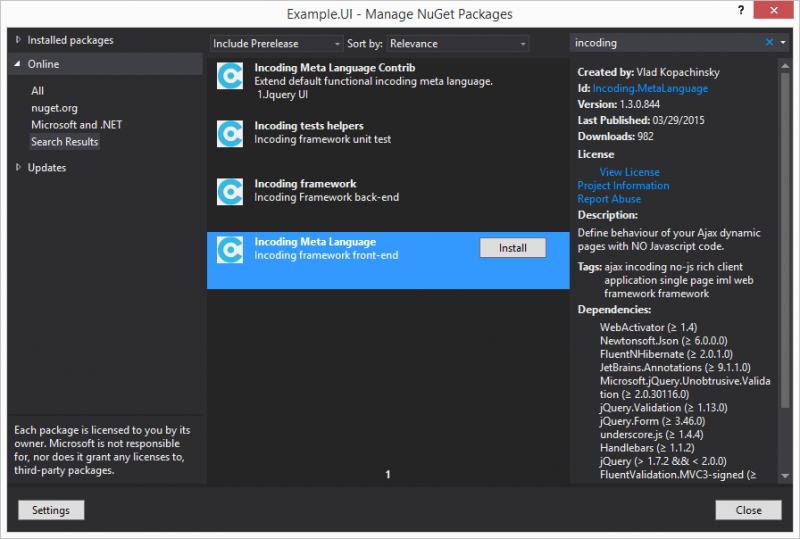 Example.UI - Manage NuGet Packages
?
Installed packages
Online
All
nuget.org
Microsoft and .NET
Search Results
Updates
Each package is licensed to you by its
owner. Microsoft is not responsible
for, nor does it grant any licenses to,
third-party packages.
Include Prerelease
Sort by:
Relevance
Incoding Meta Language Contrib
Extend default functional incoding meta language.
1.Jquery UI
Incoding tests helpers
Incoding framework unit test
Incoding framework
Incoding Framework back-end
Incoding Meta Language
Incoding framework front-end
Install
1
incoding
Created by: Vlad Kopachinsky
Id: Incoding.MetaLanguage
Version: 1.3.0.844
Last Published: 03/29/2015
Downloads: 982
License
View License
Project Information
Report Abuse
Description:
Define behaviour of your Ajax dynamic
pages with NO Javascript code.
Tags: ajax incoding no-js rich client
application single page iml web
framework framework
Dependencies:
WebActivator (≥ 1.4)
Newtonsoft.Json (≥ 6.0.0.0)
FluentNHibernate (≥ 2.0.1.0)
JetBrains.Annotations (≥ 9.1.1.0)
Microsoft.jQuery.Unobtrusive.Valida
tion (≥ 2.0.30116.0)
jQuery.Validation (≥ 1.13.0)
jQuery.Form (≥ 3.46.0)
underscore.js (≥ 1.4.4)
Handlebars (≥ 1.1.2)
jQuery (> 1.7.2 && < 2.0.0)
FluentValidation.MVC3-signed (≥
Settings
Close